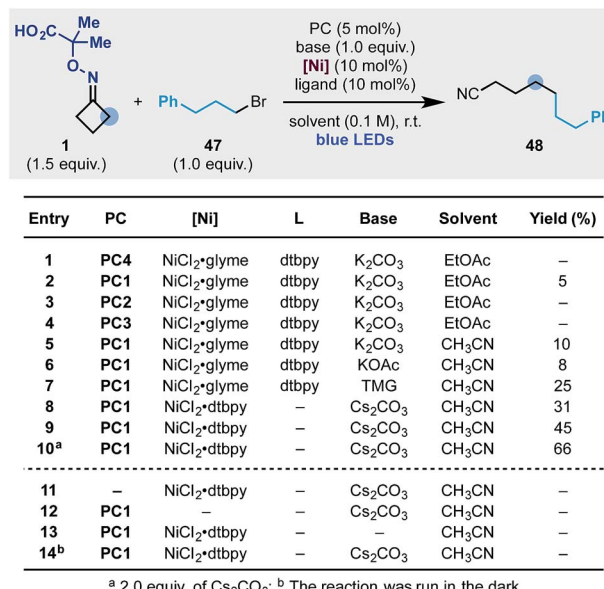 HO₂C Me
Me
O
N
PC (5 mol%)
base (1.0 equiv.)
[Ni] (10 mol%)
ligand (10 mol%)
solvent (0.1 M), r.t.
blue LEDs
+
Ph Br
NC Ph
1 47 48
(1.5 equiv.) (1.0 equiv.)
Entry PC [Ni] L Base Solvent Yield (%)
1 PC4 NiCl₂•glyme dtbpy K₂CO₃ EtOAc –
2 PC1 NiCl₂•glyme dtbpy K₂CO₃ EtOAc 5
3 PC2 NiCl₂•glyme dtbpy K₂CO₃ EtOAc –
4 PC3 NiCl₂•glyme dtbpy K₂CO₃ EtOAc –
5 PC1 NiCl₂•glyme dtbpy K₂CO₃ CH₃CN 10
6 PC1 NiCl₂•glyme dtbpy KOAc CH₃CN 8
7 PC1 NiCl₂•glyme dtbpy TMG CH₃CN 25
8 PC1 NiCl₂•dtbpy – Cs₂CO₃ CH₃CN 31
9 PC1 NiCl₂•dtbpy – Cs₂CO₃ CH₃CN 45
10ᵃ PC1 NiCl₂•dtbpy – Cs₂CO₃ CH₃CN 66
11 – NiCl₂•dtbpy – Cs₂CO₃ CH₃CN –
12 PC1 – – Cs₂CO₃ CH₃CN –
13 PC1 NiCl₂•dtbpy – – CH₃CN –
14ᵇ PC1 NiCl₂•dtbpy – Cs₂CO₃ CH₃CN –
ᵃ 2.0 equiv. of Cs₂CO₃; ᵇ The reaction was run in the dark